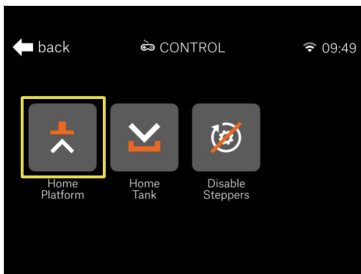 back
CONTROL
09:49
Home
Platform
Home
Tank
Disable
Steppers